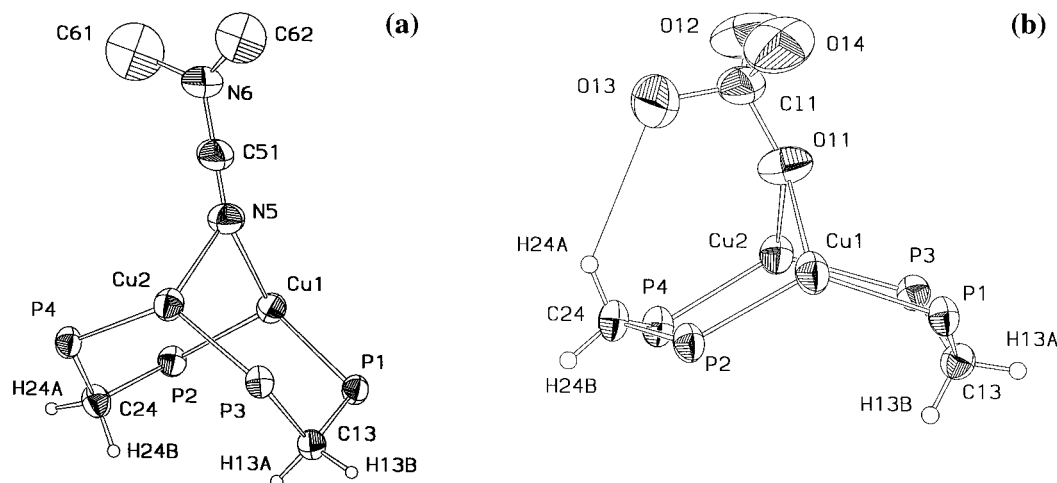 (a)
C61
C62
N6
C51
N5
Cu2
Cu1
P4
P1
H24A
P2
C24
P3
H24B
C13
H13A
H13B
(b)
O12
O14
O13
Cl1
O11
H24A
Cu2
Cu1
P3
P4
P1
C24
H13A
P2
H24B
H13B
C13